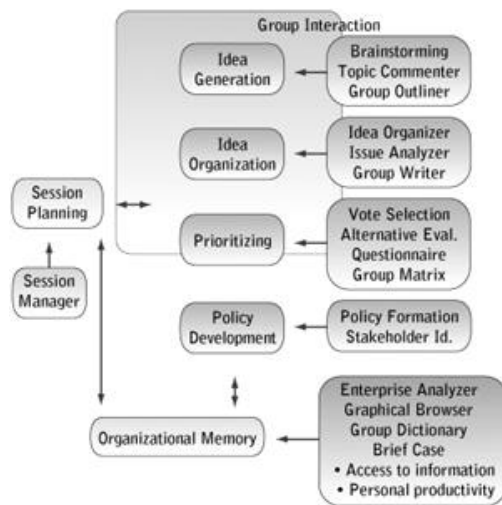 Group Interaction
Idea
Generation
Brainstorming
Topic Commenter
Group Outliner
Idea
Organization
Idea Organizer
Issue Analyzer
Group Writer
Session
Planning
Prioritizing
Vote Selection
Alternative Eval.
Questionnaire
Group Matrix
Session
Manager
Policy
Development
Policy Formation
Stakeholder Id.
Organizational Memory
Enterprise Analyzer
Graphical Browser
Group Dictionary
Brief Case
• Access to information
• Personal productivity